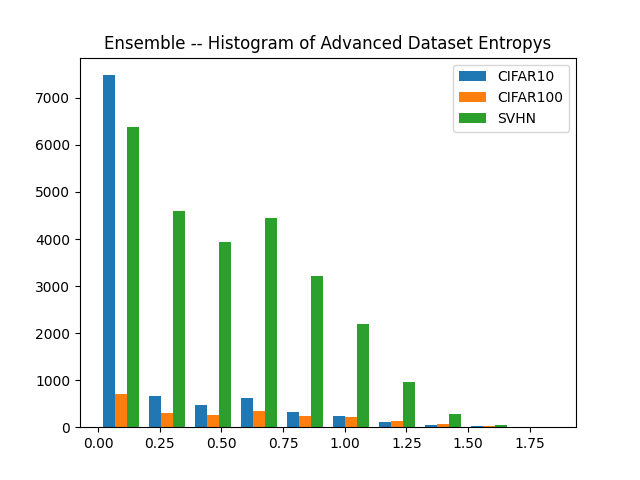 Ensemble -- Histogram of Advanced Dataset Entropys
CIFAR10
CIFAR100
SVHN
7000
6000
5000
4000
3000
2000
1000
0
0.00 0.25 0.50 0.75 1.00 1.25 1.50 1.75